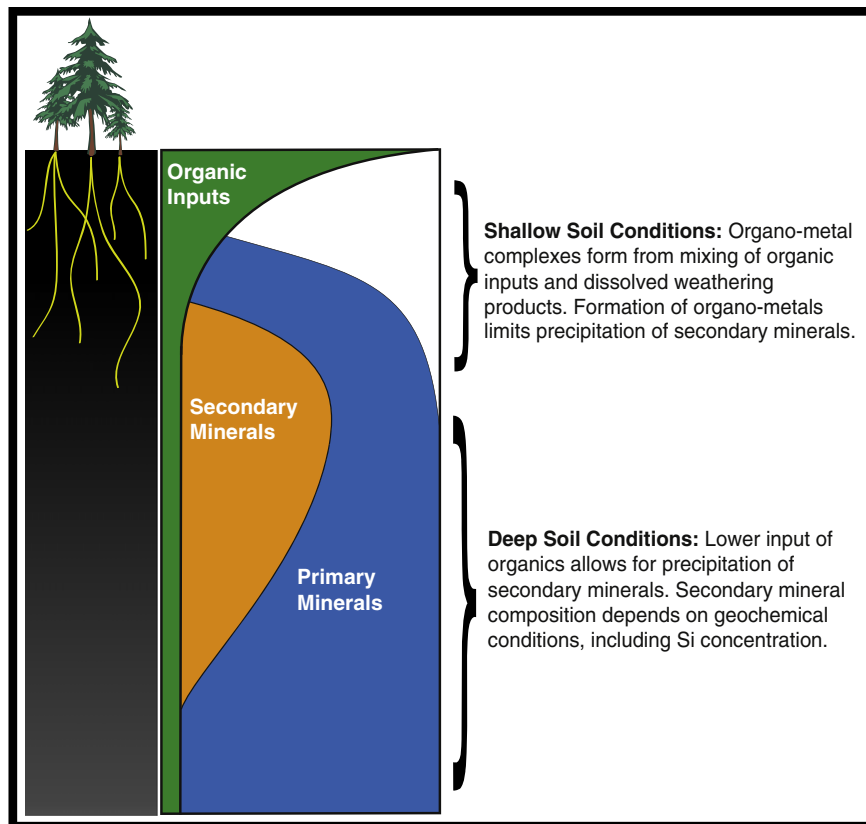 Organic
Inputs
Shallow Soil Conditions: Organo-metal
complexes form from mixing of organic
inputs and dissolved weathering
products. Formation of organo-metals
limits precipitation of secondary minerals.
Secondary
Minerals
Primary
Minerals
Deep Soil Conditions: Lower input of
organics allows for precipitation of
secondary minerals. Secondary mineral
composition depends on geochemical
conditions, including Si concentration.